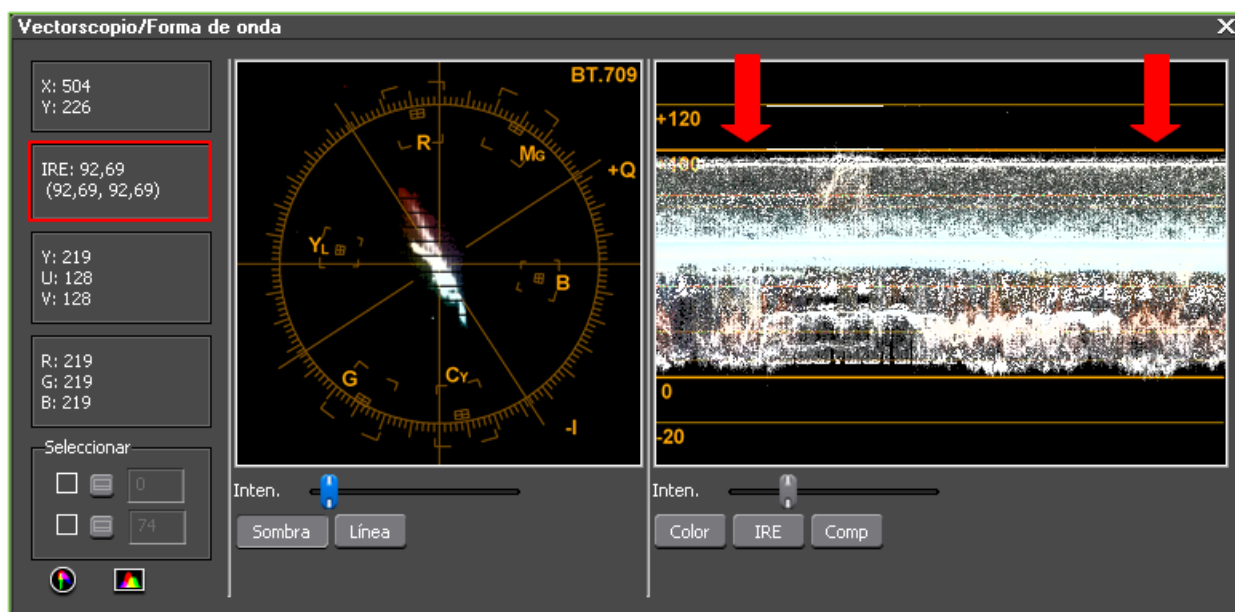 Vectorscopio/Forma de onda
X: 504
Y: 226
IRE: 92,69
(92,69, 92,69)
Y: 219
U: 128
V: 128
R: 219
G: 219
B: 219
Seleccionar
0
74
BT.709
R
MG
+Q
YL
B
G
CY
-I
Inten.
Sombra
Línea
+120
+100
0
-20
Inten.
Color
IRE
Comp